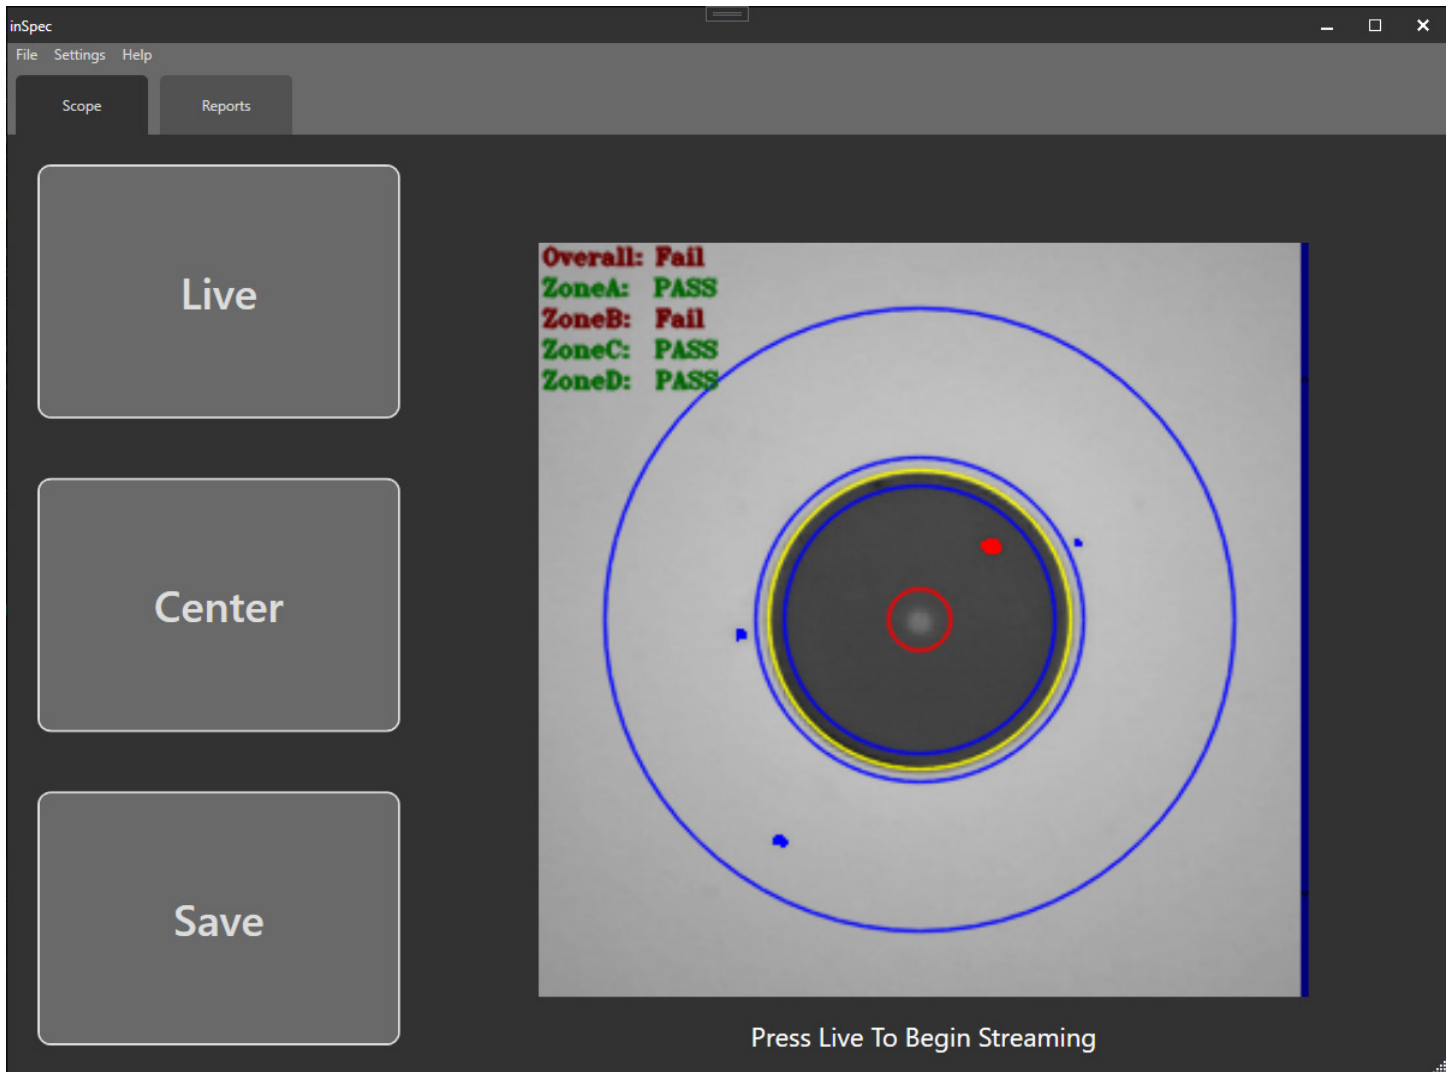 inSpec
File Settings Help
Scope Reports
Live
Center
Save
Overall: Fail
ZoneA: PASS
ZoneB: Fail
ZoneC: PASS
ZoneD: PASS
Press Live To Begin Streaming